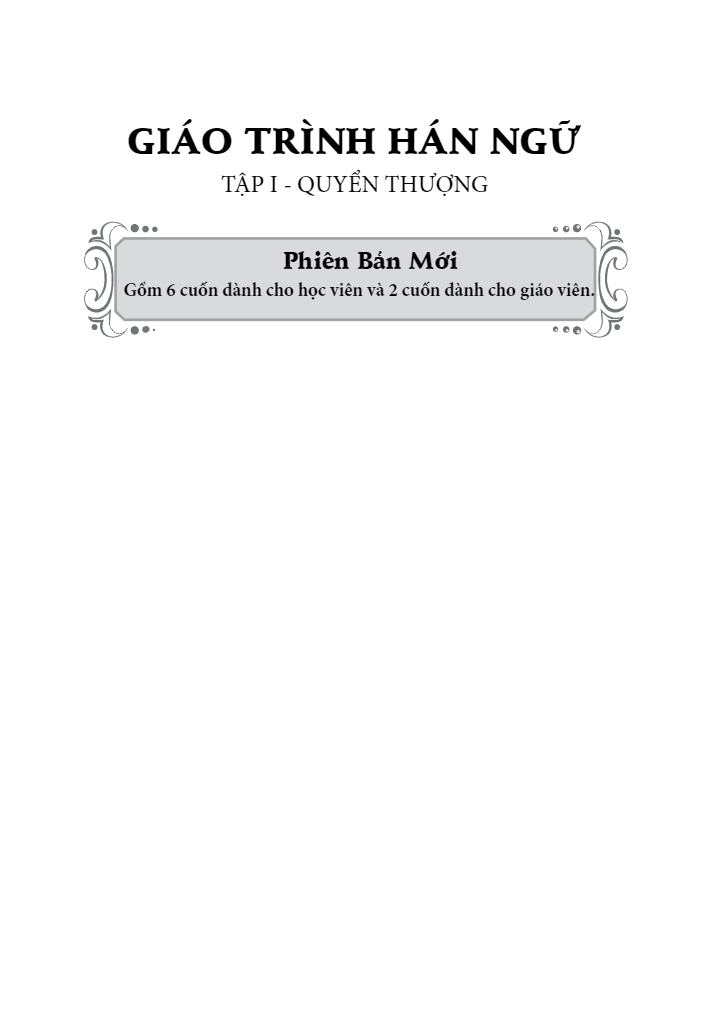 GIÁO TRÌNH HÁN NGỮ
TẬP I - QUYỂN THƯỢNG
Phiên Bản Mới
Gồm 6 cuốn dành cho học viên và 2 cuốn dành cho giáo viên.